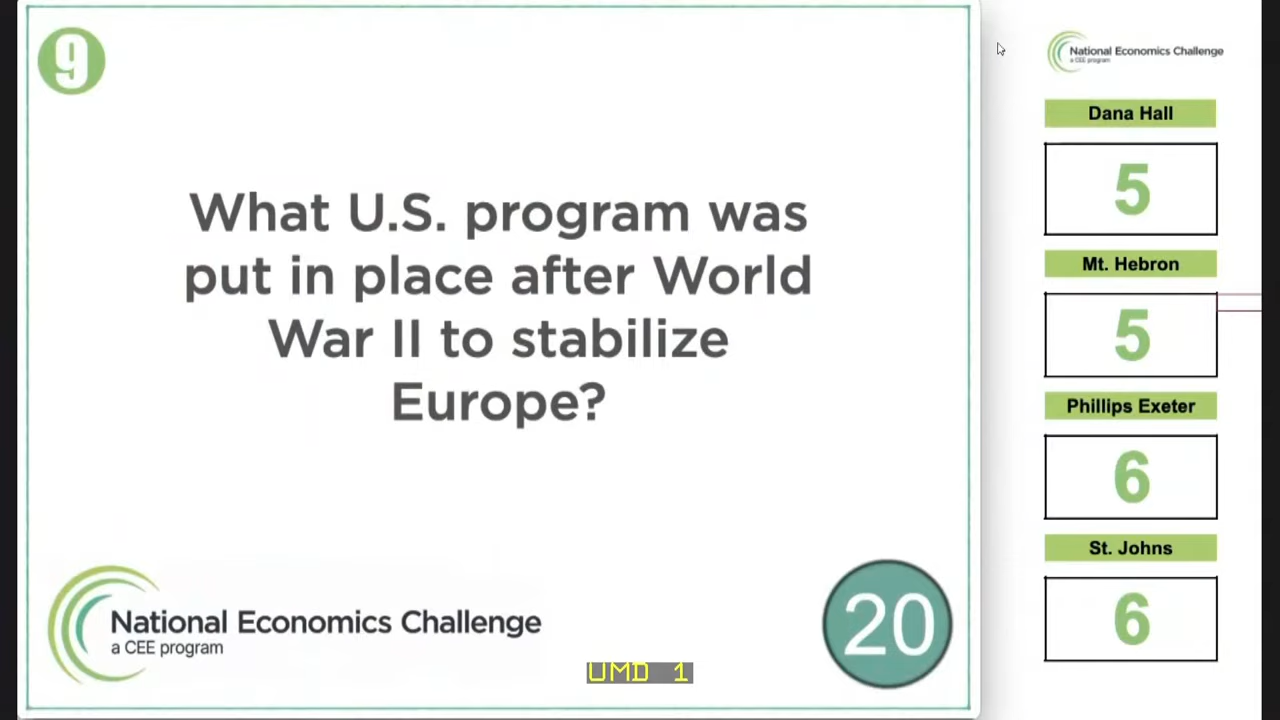 9
What U.S. program was
put in place after World
War II to stabilize
Europe?
National Economics Challenge
a CEE program
20
UMD 1
National Economics Challenge
a CEE program
Dana Hall
5
Mt. Hebron
5
Phillips Exeter
6
St. Johns
6